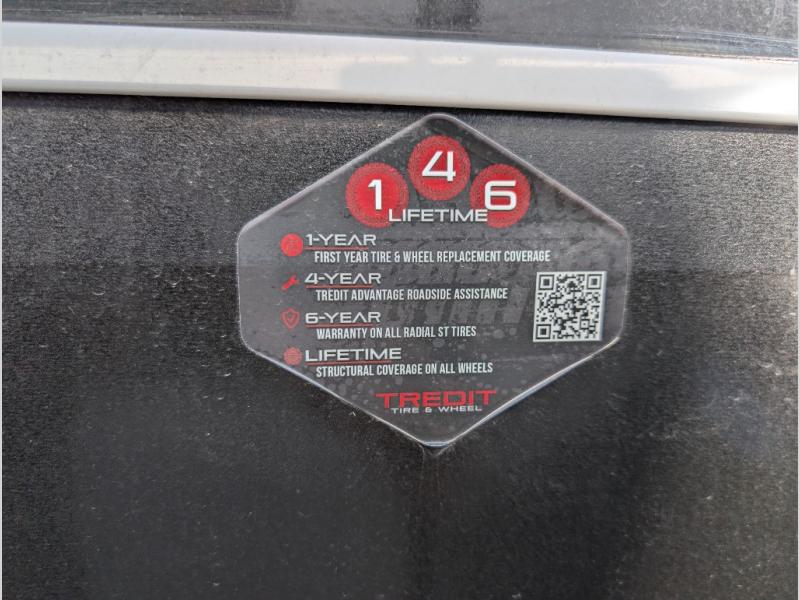 1 4 6
LIFETIME
1-YEAR
FIRST YEAR TIRE & WHEEL REPLACEMENT COVERAGE
4-YEAR
TREDIT ADVANTAGE ROADSIDE ASSISTANCE
6-YEAR
WARRANTY ON ALL RADIAL ST TIRES
LIFETIME
STRUCTURAL COVERAGE ON ALL WHEELS
TREDIT
TIRE & WHEEL